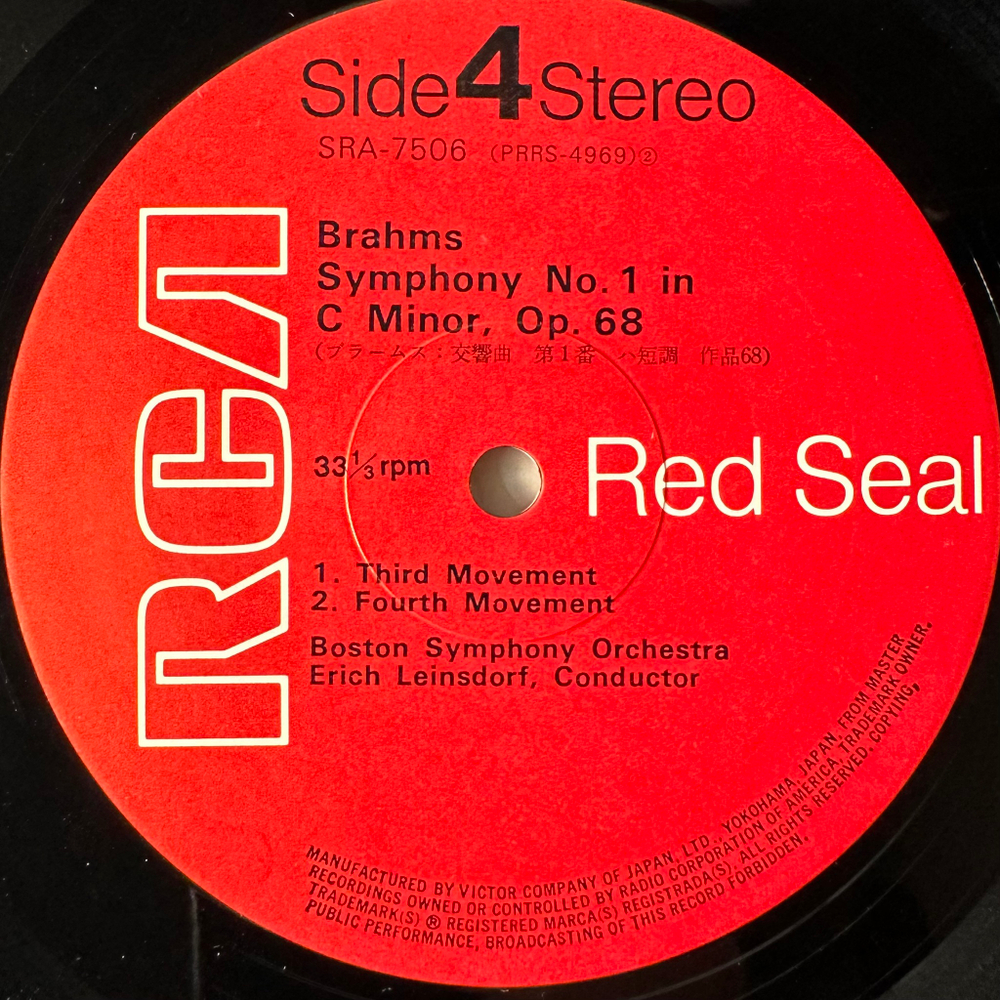 Side 4 Stereo
SRA-7506 (PRRS-4969)②
RCA
Brahms
Symphony No. 1 in
C Minor, Op. 68
(ブラームス：交響曲 第1番 ハ短調 作品68)
33⅓ rpm
Red Seal
1. Third Movement
2. Fourth Movement
Boston Symphony Orchestra
Erich Leinsdorf, Conductor
MANUFACTURED BY VICTOR COMPANY OF JAPAN, LTD., YOKOHAMA, JAPAN, FROM MASTER
RECORDINGS OWNED OR CONTROLLED BY RADIO CORPORATION OF AMERICA, TRADEMARK OWNER.
TRADEMARK(S) ® REGISTERED MARCA(S) REGISTRADA(S). ALL RIGHTS RESERVED. COPYING,
PUBLIC PERFORMANCE, BROADCASTING OF THIS RECORD FORBIDDEN.